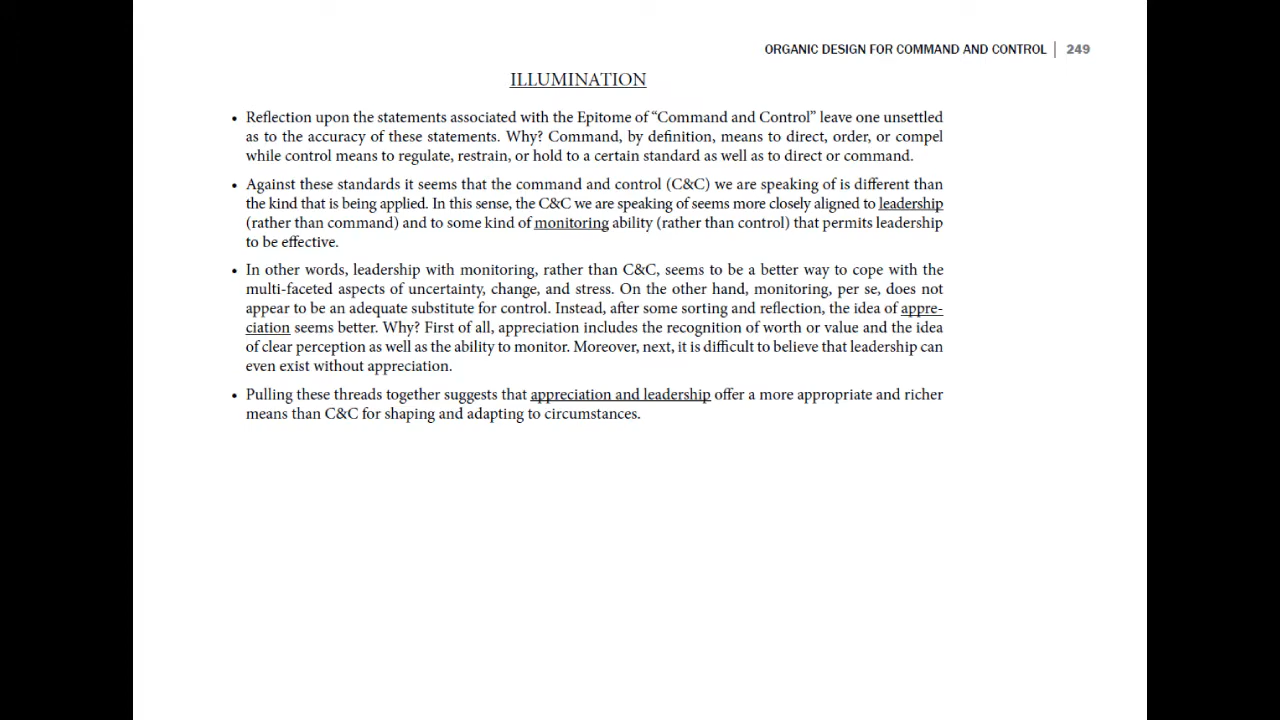 ORGANIC DESIGN FOR COMMAND AND CONTROL | 249
ILLUMINATION
• Reflection upon the statements associated with the Epitome of “Command and Control” leave one unsettled
as to the accuracy of these statements. Why? Command, by definition, means to direct, order, or compel
while control means to regulate, restrain, or hold to a certain standard as well as to direct or command.
• Against these standards it seems that the command and control (C&C) we are speaking of is different than
the kind that is being applied. In this sense, the C&C we are speaking of seems more closely aligned to leadership
(rather than command) and to some kind of monitoring ability (rather than control) that permits leadership
to be effective.
• In other words, leadership with monitoring, rather than C&C, seems to be a better way to cope with the
multi-faceted aspects of uncertainty, change, and stress. On the other hand, monitoring, per se, does not
appear to be an adequate substitute for control. Instead, after some sorting and reflection, the idea of appre-
ciation seems better. Why? First of all, appreciation includes the recognition of worth or value and the idea
of clear perception as well as the ability to monitor. Moreover, next, it is difficult to believe that leadership can
even exist without appreciation.
• Pulling these threads together suggests that appreciation and leadership offer a more appropriate and richer
means than C&C for shaping and adapting to circumstances.